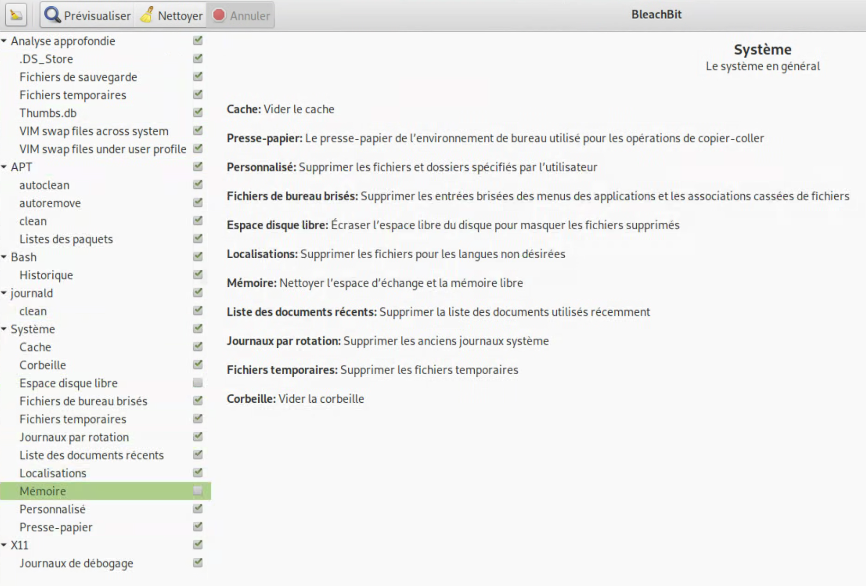 BleachBit
Prévisualiser
Nettoyer
Annuler
Analyse approfondie
.DS_Store
Fichiers de sauvegarde
Fichiers temporaires
Thumbs.db
VIM swap files across system
VIM swap files under user profile
APT
autoclean
autoremove
clean
Listes des paquets
Bash
Historique
journald
clean
Système
Cache
Corbeille
Espace disque libre
Fichiers de bureau brisés
Fichiers temporaires
Journaux par rotation
Liste des documents récents
Localisations
Mémoire
Personnalisé
Presse-papier
X11
Journaux de débogage
Système
Le système en général
Cache: Vider le cache
Presse-papier: Le presse-papier de l’environnement de bureau utilisé pour les opérations de copier-coller
Personnalisé: Supprimer les fichiers et dossiers spécifiés par l’utilisateur
Fichiers de bureau brisés: Supprimer les entrées brisées des menus des applications et les associations cassées de fichiers
Espace disque libre: Écraser l’espace libre du disque pour masquer les fichiers supprimés
Localisations: Supprimer les fichiers pour les langues non désirées
Mémoire: Nettoyer l’espace d’échange et la mémoire libre
Liste des documents récents: Supprimer la liste des documents utilisés récemment
Journaux par rotation: Supprimer les anciens journaux système
Fichiers temporaires: Supprimer les fichiers temporaires
Corbeille: Vider la corbeille